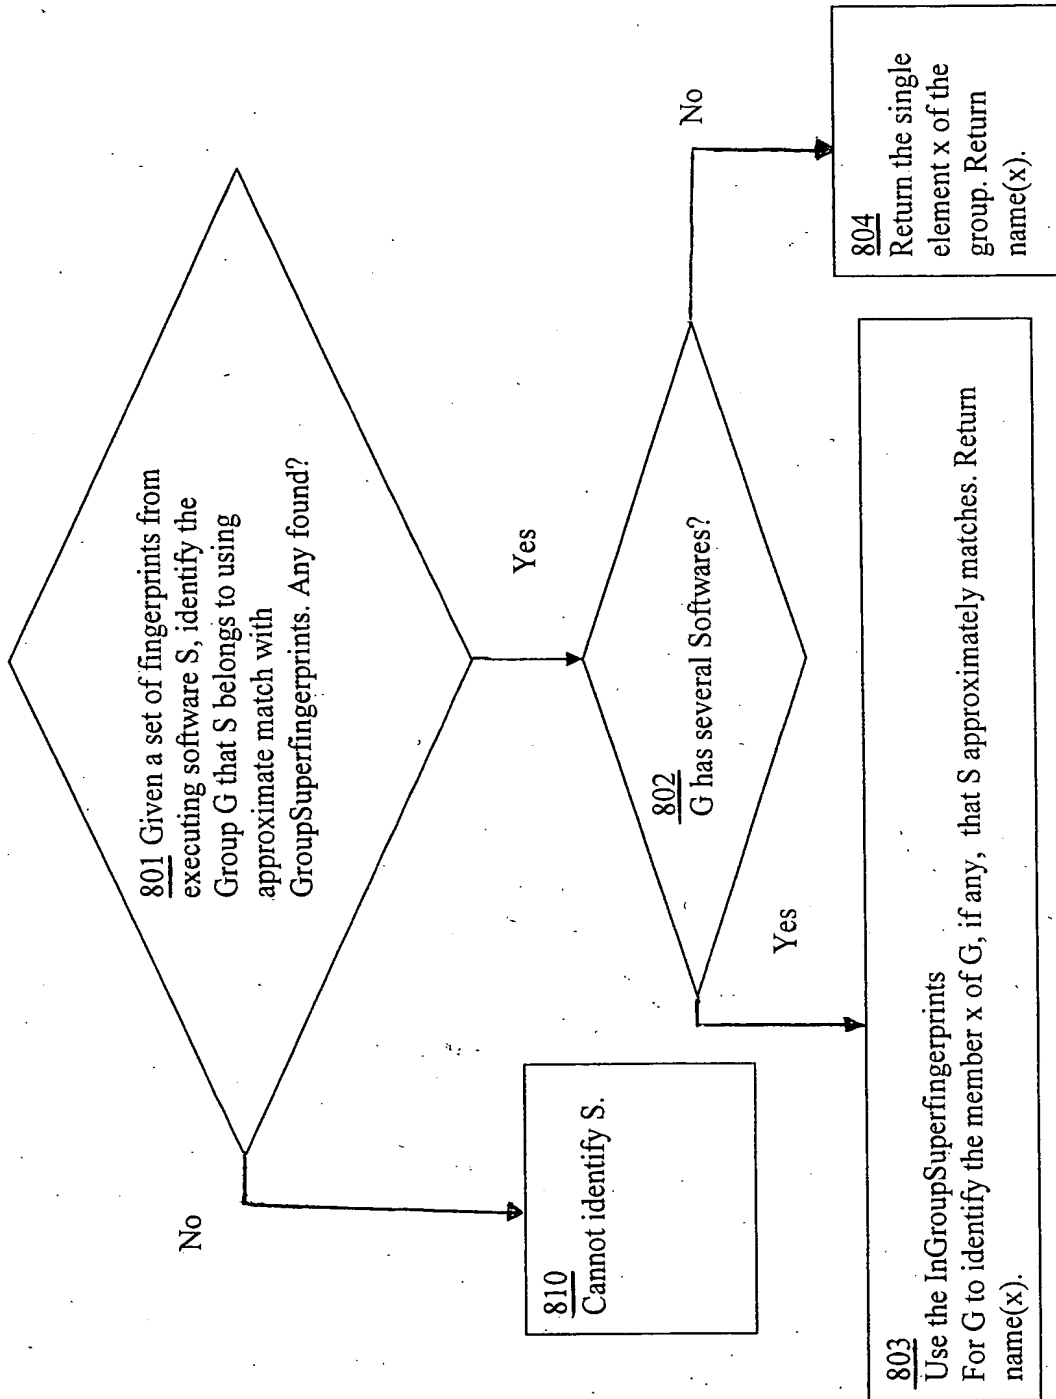 801 Given a set of fingerprints from
executing software S, identify the
Group G that S belongs to using
approximate match with
GroupSuperfingerprints. Any found?
No
Yes
810
Cannot identify S.
802
G has several Softwares?
Yes
No
803
Use the InGroupSuperfingerprints
For G to identify the member x of G, if any, that S approximately matches. Return
name(x).
804
Return the single
element x of the
group. Return
name(x).